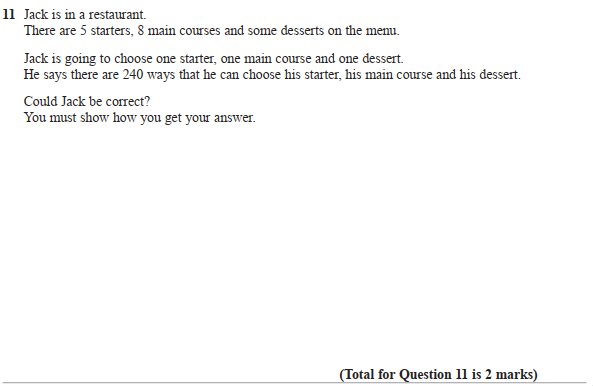 11 Jack is in a restaurant.
There are 5 starters, 8 main courses and some desserts on the menu.
Jack is going to choose one starter, one main course and one dessert.
He says there are 240 ways that he can choose his starter, his main course and his dessert.
Could Jack be correct?
You must show how you get your answer.
(Total for Question 11 is 2 marks)